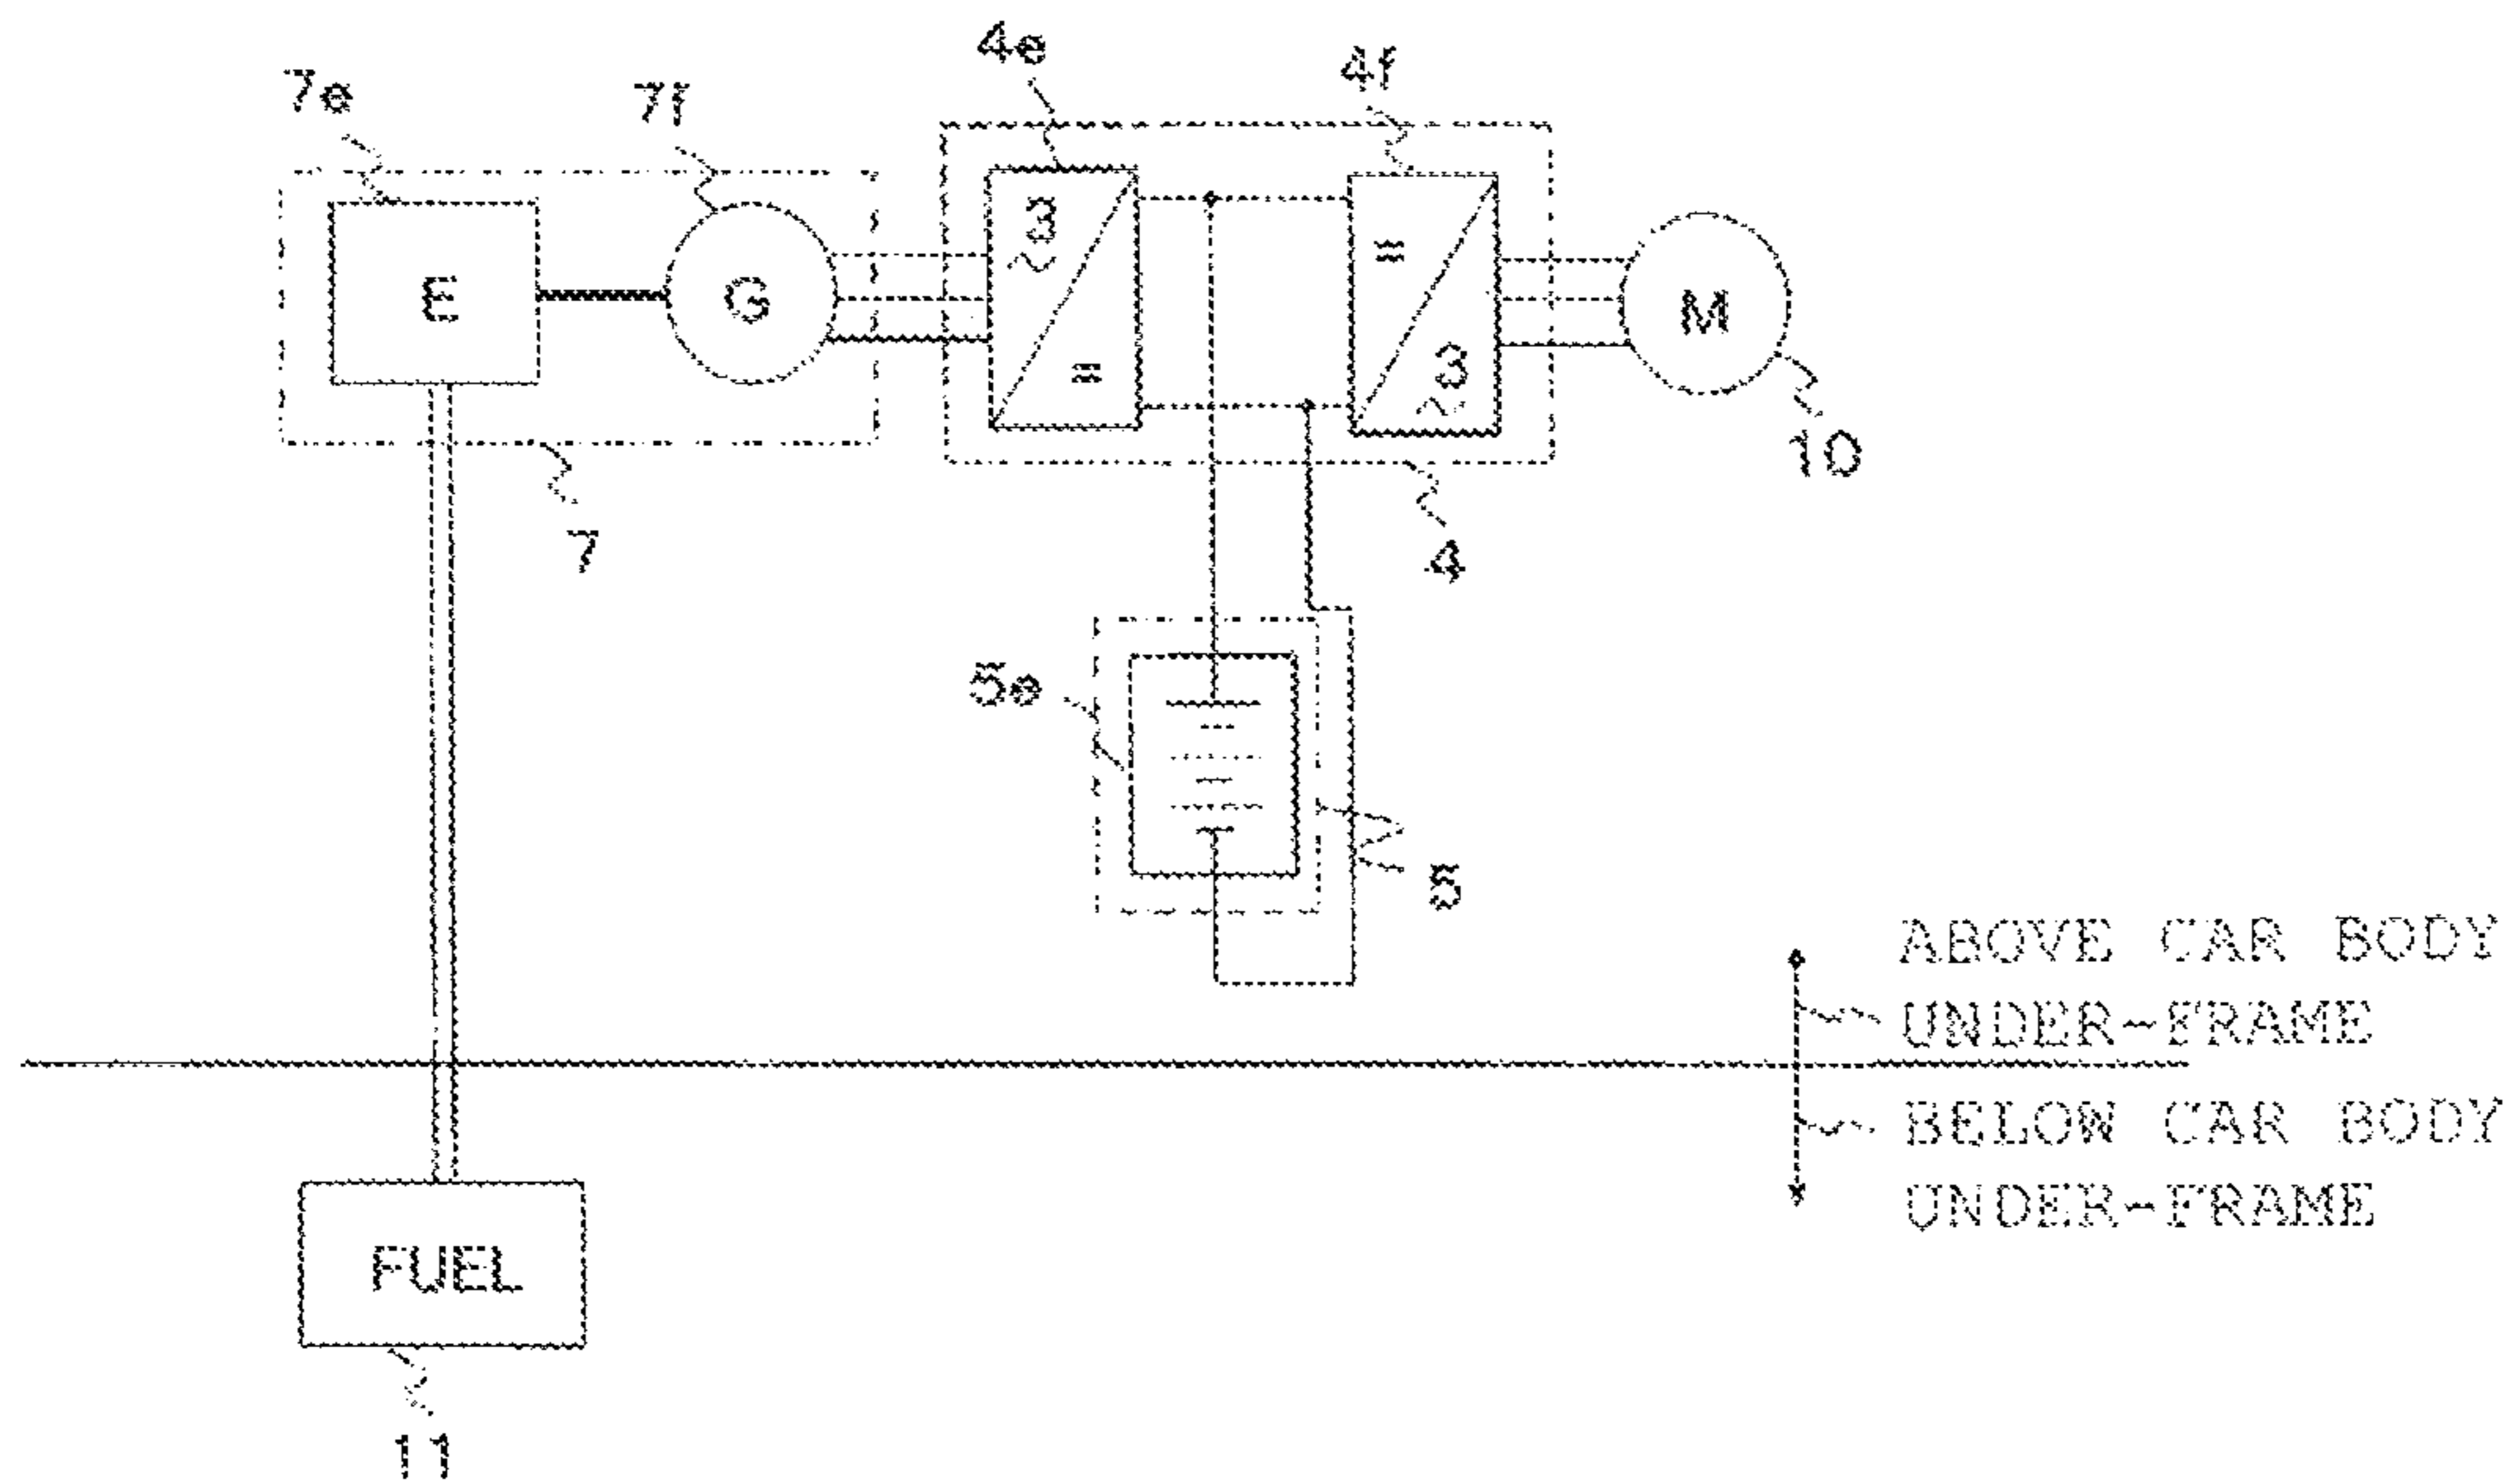 4e
4f
7e
7f
3
~
=
E
G
=
3
~
M
10
7
4
5e
5
ABOVE CAR BODY
UNDER-FRAME
BELOW CAR BODY
UNDER-FRAME
FUEL
11